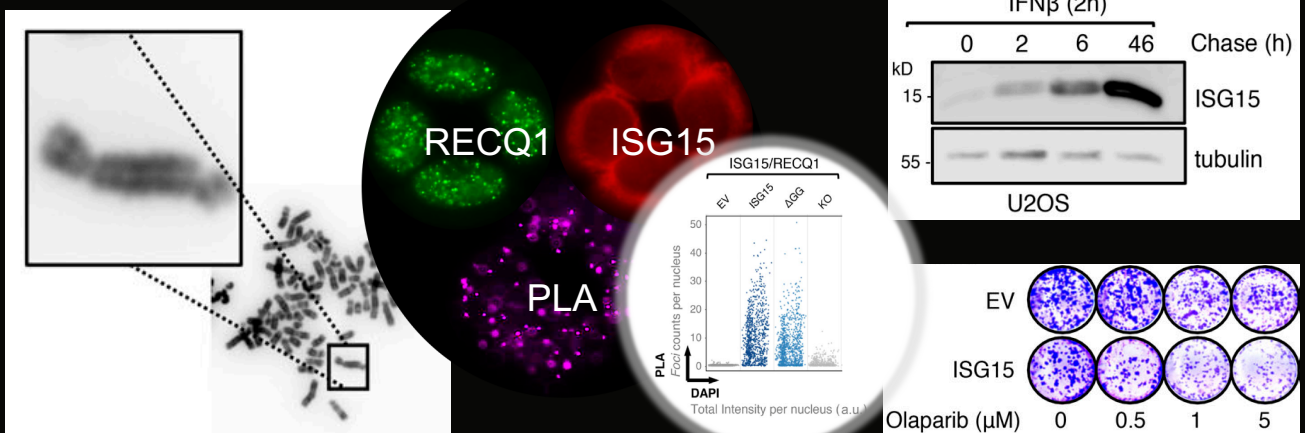 RECQ1
ISG15
PLA
ISG15/RECQ1
EV
ISG15
ΔGG
KO
50
40
30
20
10
0
Foci counts per nucleus
PLA
DAPI
Total Intensity per nucleus (a.u.)
IFNβ (2h)
0 2 6 46 Chase (h)
kD
15 - ISG15
55 - tubulin
U2OS
EV
ISG15
Olaparib (µM) 0 0.5 1 5